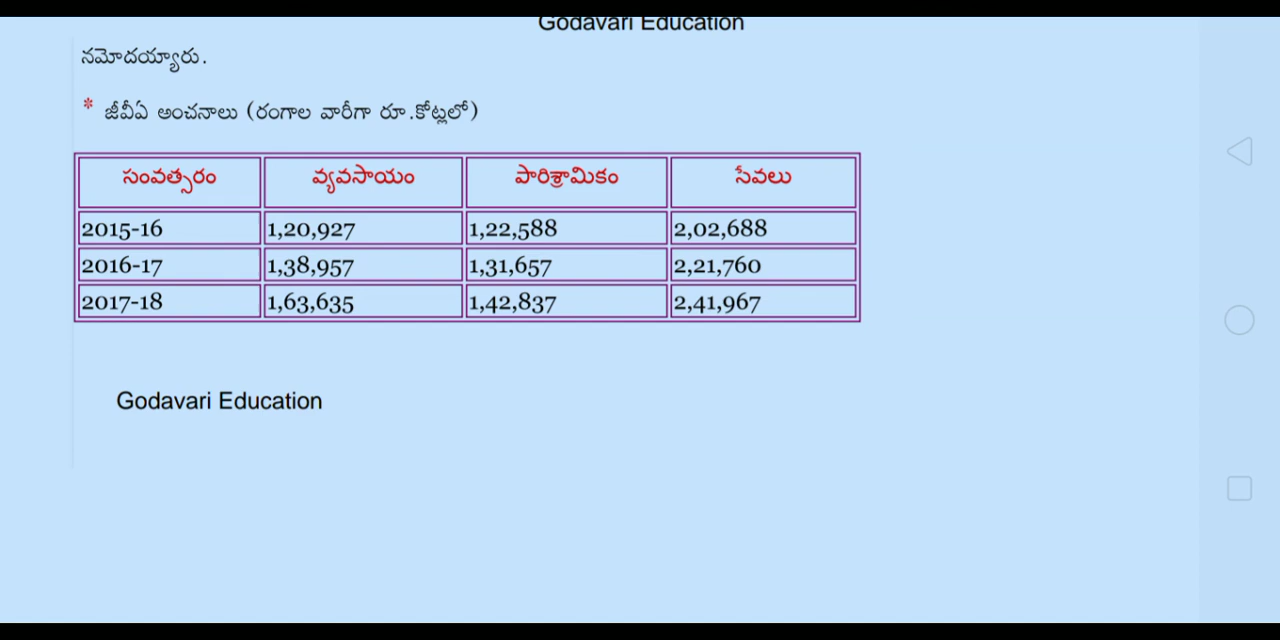 Godavari Education
నమోదయ్యారు.
* జీవీఏ అంచనాలు (రంగాల వారీగా రూ.కోట్లలో)
సంవత్సరం వ్యవసాయం పారిశ్రామికం సేవలు
2015-16 1,20,927 1,22,588 2,02,688
2016-17 1,38,957 1,31,657 2,21,760
2017-18 1,63,635 1,42,837 2,41,967
Godavari Education